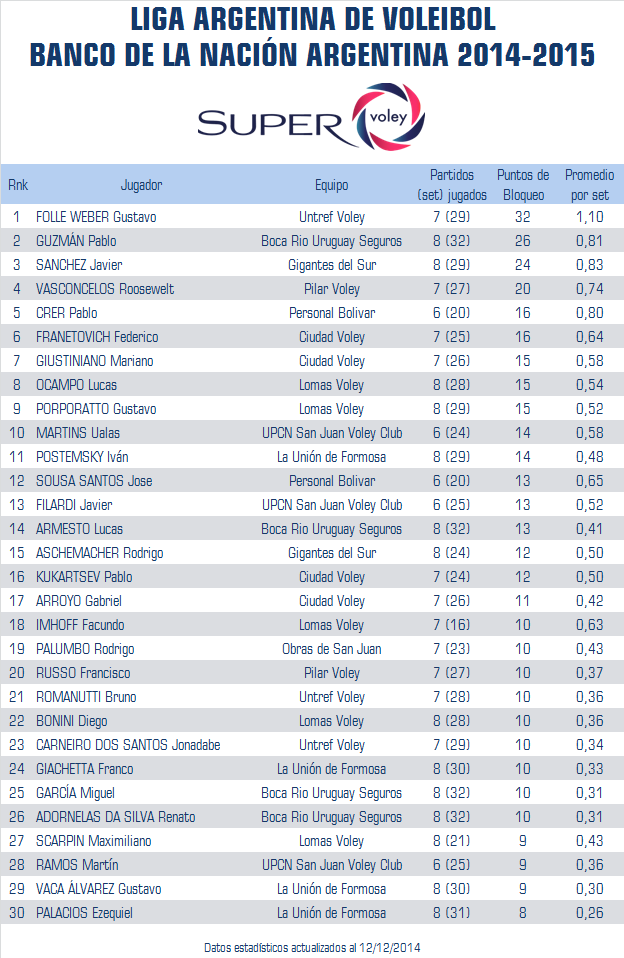 LIGA ARGENTINA DE VOLEIBOL
BANCO DE LA NACIÓN ARGENTINA 2014-2015
SUPER voley
Rnk Jugador Equipo Partidos (set) jugados Puntos de Bloqueo Promedio por set
1 FOLLE WEBER Gustavo Untref Voley 7 (29) 32 1,10
2 GUZMÁN Pablo Boca Rio Uruguay Seguros 8 (32) 26 0,81
3 SANCHEZ Javier Gigantes del Sur 8 (29) 24 0,83
4 VASCONCELOS Roosewelt Pilar Voley 7 (27) 20 0,74
5 CRER Pablo Personal Bolivar 6 (20) 16 0,80
6 FRANETOVICH Federico Ciudad Voley 7 (25) 16 0,64
7 GIUSTINIANO Mariano Ciudad Voley 7 (26) 15 0,58
8 OCAMPO Lucas Lomas Voley 8 (28) 15 0,54
9 PORPORATTO Gustavo Lomas Voley 8 (29) 15 0,52
10 MARTINS Ualas UPCN San Juan Voley Club 6 (24) 14 0,58
11 POSTEMSKY Iván La Unión de Formosa 8 (29) 14 0,48
12 SOUSA SANTOS Jose Personal Bolivar 6 (20) 13 0,65
13 FILARDI Javier UPCN San Juan Voley Club 6 (25) 13 0,52
14 ARMESTO Lucas Boca Rio Uruguay Seguros 8 (32) 13 0,41
15 ASCHEMACHER Rodrigo Gigantes del Sur 8 (24) 12 0,50
16 KUKARTSEV Pablo Ciudad Voley 7 (24) 12 0,50
17 ARROYO Gabriel Ciudad Voley 7 (26) 11 0,42
18 IMHOFF Facundo Lomas Voley 7 (16) 10 0,63
19 PALUMBO Rodrigo Obras de San Juan 7 (23) 10 0,43
20 RUSSO Francisco Pilar Voley 7 (27) 10 0,37
21 ROMANUTTI Bruno Untref Voley 7 (28) 10 0,36
22 BONINI Diego Lomas Voley 8 (28) 10 0,36
23 CARNEIRO DOS SANTOS Jonadabe Untref Voley 7 (29) 10 0,34
24 GIACHETTA Franco La Unión de Formosa 8 (30) 10 0,33
25 GARCÍA Miguel Boca Rio Uruguay Seguros 8 (32) 10 0,31
26 ADORNELAS DA SILVA Renato Boca Rio Uruguay Seguros 8 (32) 10 0,31
27 SCARPIN Maximiliano Lomas Voley 8 (21) 9 0,43
28 RAMOS Martín UPCN San Juan Voley Club 6 (25) 9 0,36
29 VACA ÁLVAREZ Gustavo La Unión de Formosa 8 (30) 9 0,30
30 PALACIOS Ezequiel La Unión de Formosa 8 (31) 8 0,26
Datos estadísticos actualizados al 12/12/2014